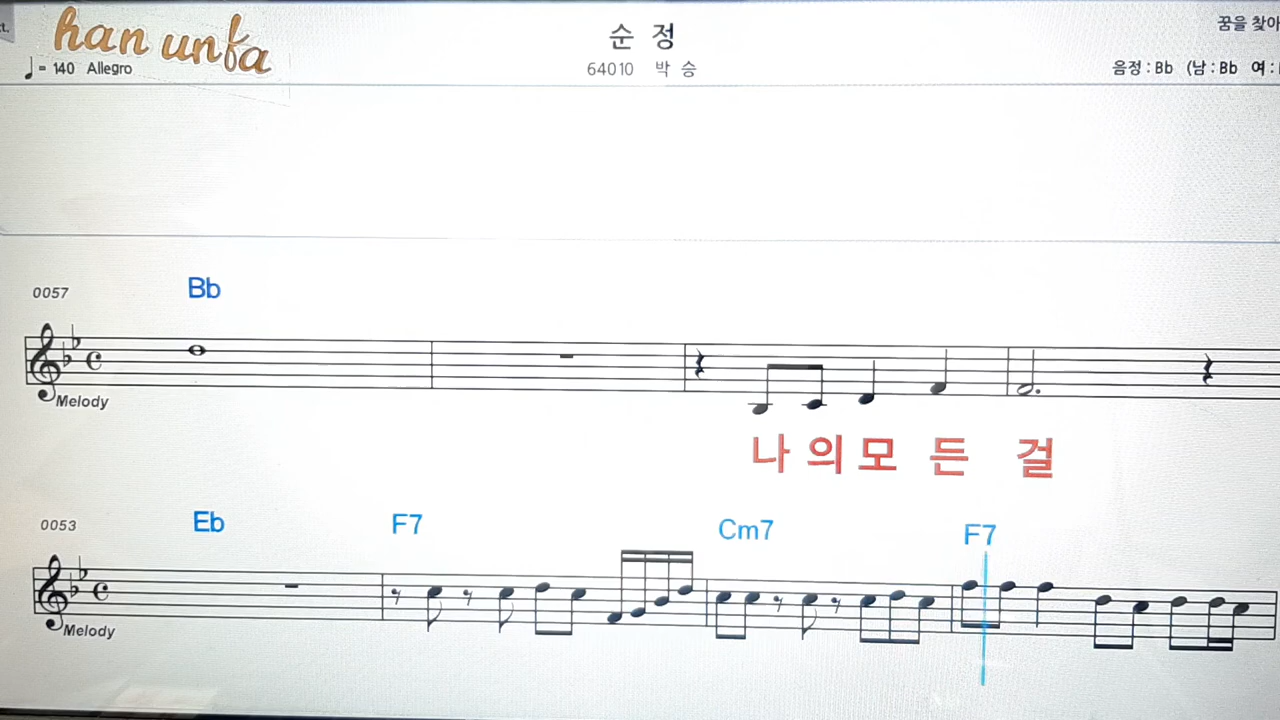 han unfa
순 정
꿈을 찾아
♩= 140 Allegro
64010 박 승
음정 : Bb (남 : Bb 여 :
0057
Bb
Melody
나 의 모 든 걸
0053
Eb F7 Cm7 F7
Melody